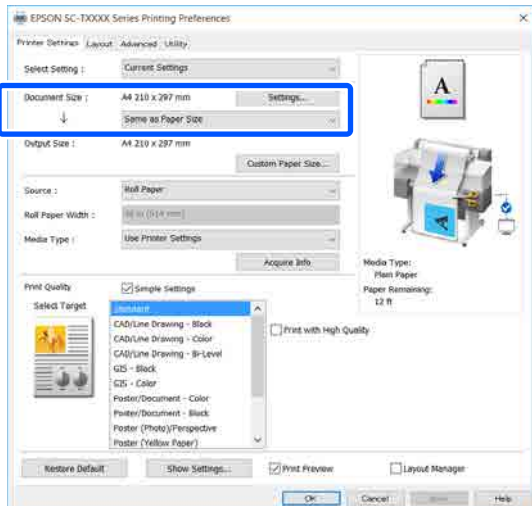 EPSON SC-TXXXX Series Printing Preferences
Printer Settings Layout Advanced Utility
Select Setting : Current Settings
Document Size : A4 210 x 297 mm Settings...
↓ Same as Paper Size
Output Size : A4 210 x 297 mm
Custom Paper Size...
Source : Roll Paper
Roll Paper Width :
Media Type : Use Printer Settings
Acquire Info
A
Media Type:
Plain Paper
Paper Remaining:
12 ft
Print Quality Simple Settings
Select Target
Standard
CAD/Line Drawing - Black
CAD/Line Drawing - Color
CAD/Line Drawing - Bi-Level
GIS - Black
GIS - Color
Poster/Document - Color
Poster/Document - Black
Poster (Photo)/Perspective
Poster (Yellow Paper)
Print with High Quality
Restore Default Show Settings... Print Preview Layout Manager
OK Cancel Help